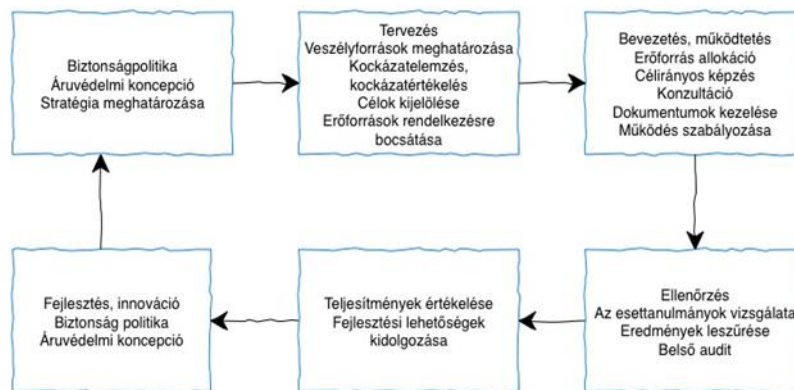 Biztonságpolitika
Áruvédelmi koncepció
Stratégia meghatározása
Tervezés
Veszélyforrások meghatározása
Kockázatelemzés,
kockázatértékelés
Célok kijelölése
Erőforrások rendelkezésre
bocsátása
Bevezetés, működtetés
Erőforrás allokáció
Célirányos képzés
Konzultáció
Dokumentumok kezelése
Működés szabályozása
Ellenőrzés
Az esettanulmányok vizsgálata
Eredmények leszűrése
Belső audit
Teljesítmények értékelése
Fejlesztési lehetőségek
kidolgozása
Fejlesztés, innováció
Biztonság politika
Áruvédelmi koncepció